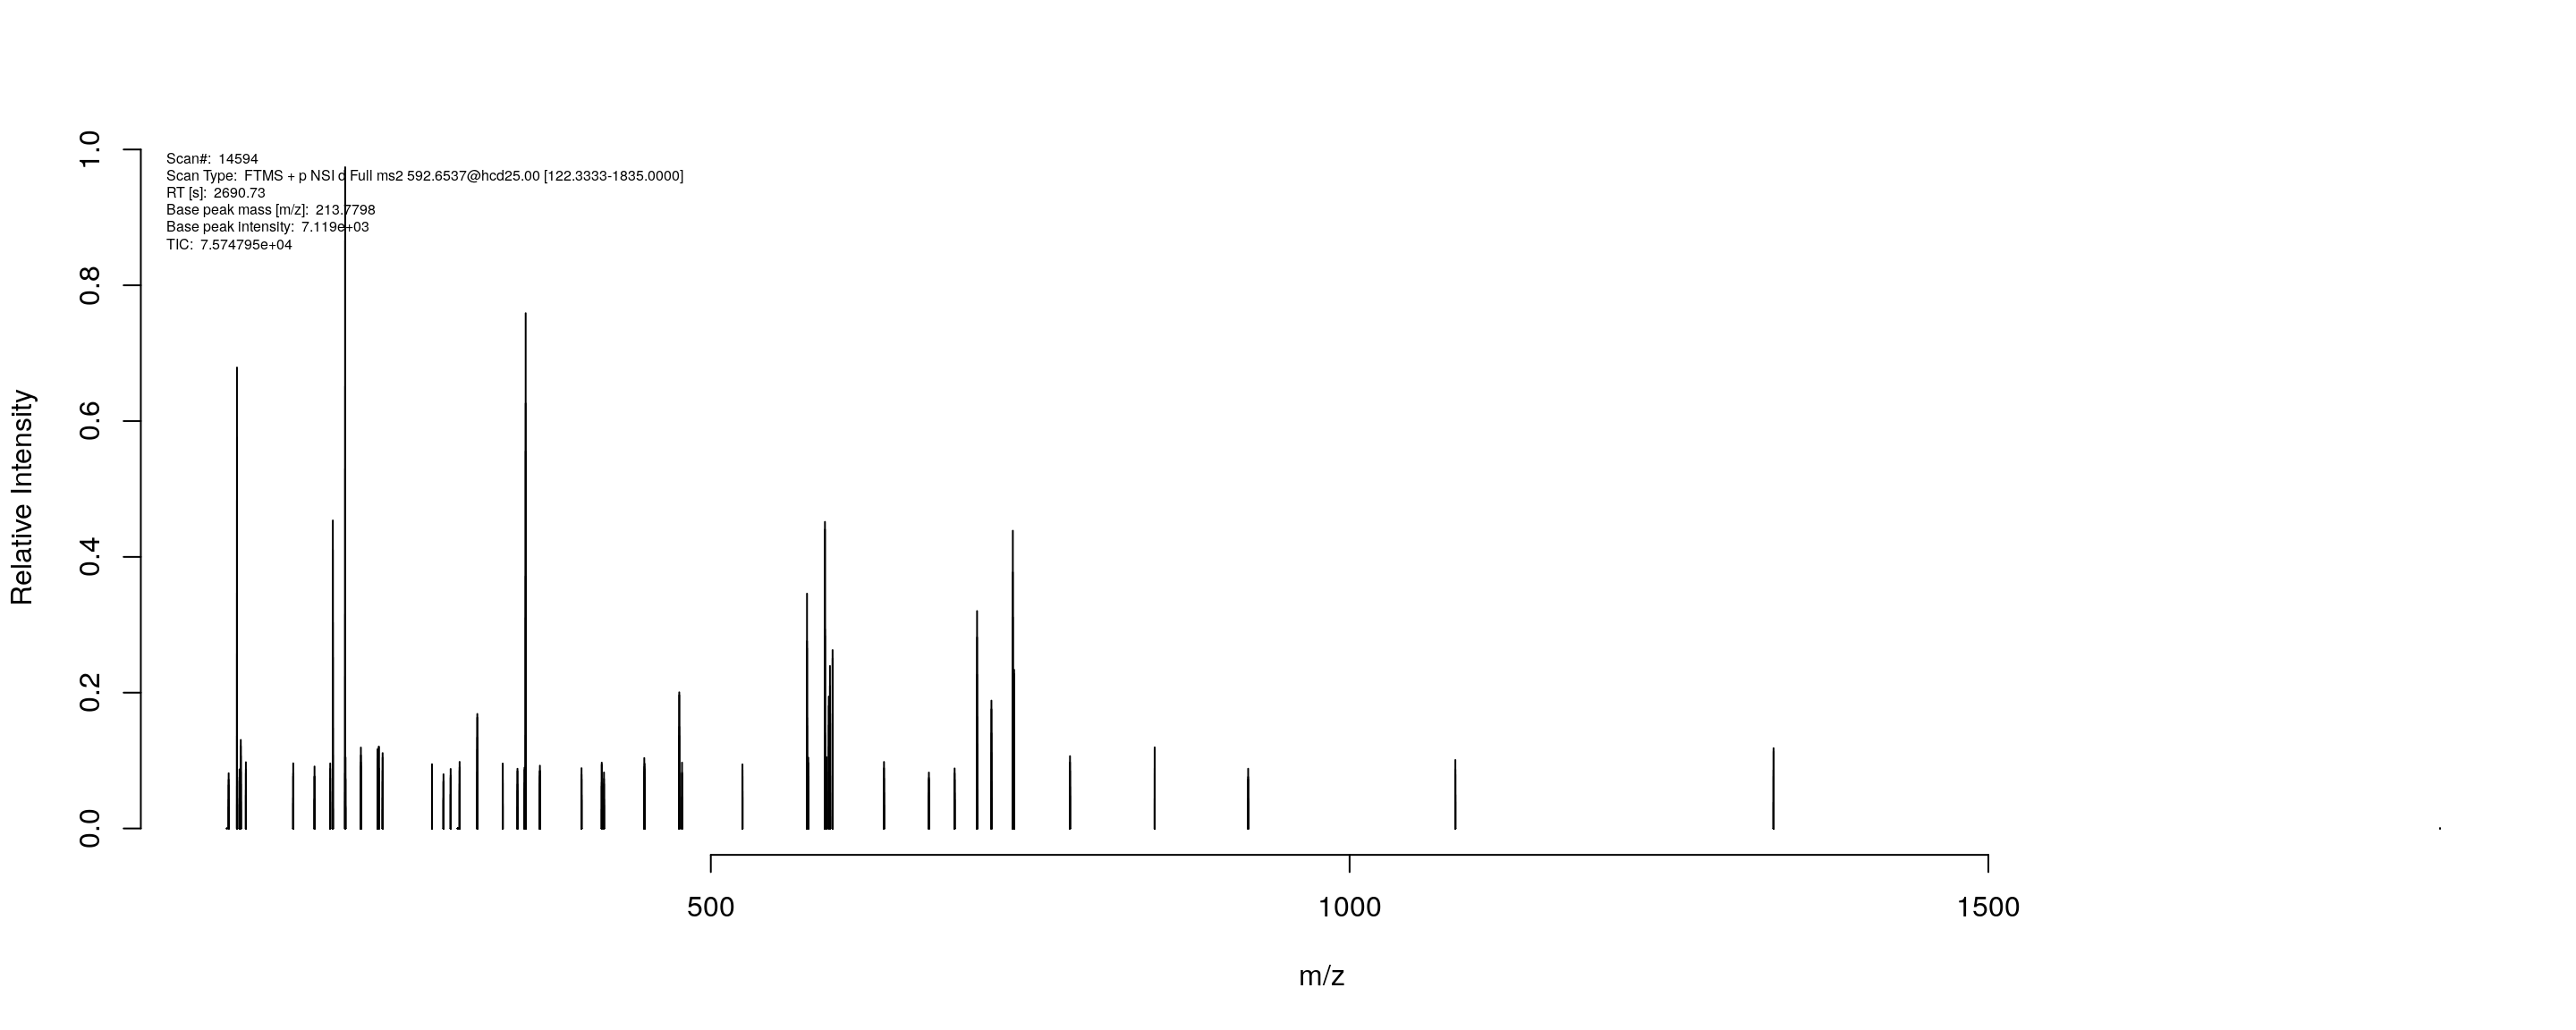 Scan#: 14594
Scan Type: FTMS + p NSI d Full ms2 592.6537@hcd25.00 [122.3333-1835.0000]
RT [s]: 2690.73
Base peak mass [m/z]: 213.7798
Base peak intensity: 7.119e+03
TIC: 7.574795e+04
1.0
0.8
0.6
0.4
0.2
0.0
Relative Intensity
500 1000 1500
m/z